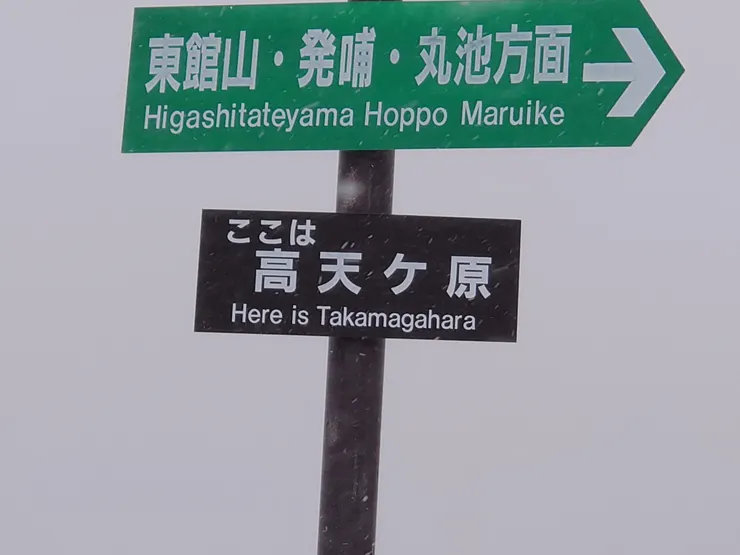 東館山・発哺・丸池方面
Higashitateyama Hoppo Maruike
ここは
高天ケ原
Here is Takamagahara